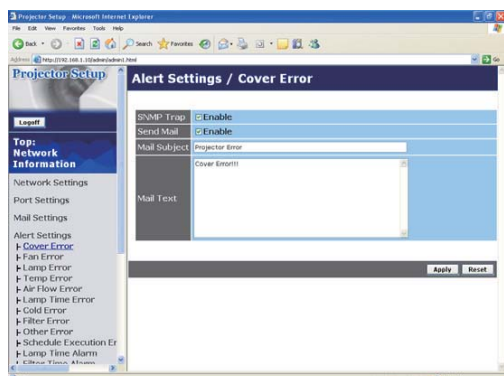 Projector Setup - Microsoft Internet Explorer
File Edit View Favorites Tools Help
Back Search Favorites
Address http://192.168.1.10/admin/admin1.html Go
Projector Setup
Logoff
Top:
Network
Information
Network Settings
Port Settings
Mail Settings
Alert Settings
Cover Error
Fan Error
Lamp Error
Temp Error
Air Flow Error
Lamp Time Error
Cold Error
Filter Error
Other Error
Schedule Execution Er
Lamp Time Alarm
Filter Time Alarm
Alert Settings / Cover Error
SNMP Trap Enable
Send Mail Enable
Mail Subject Projector Error
Mail Text Cover Error!!!
Apply Reset